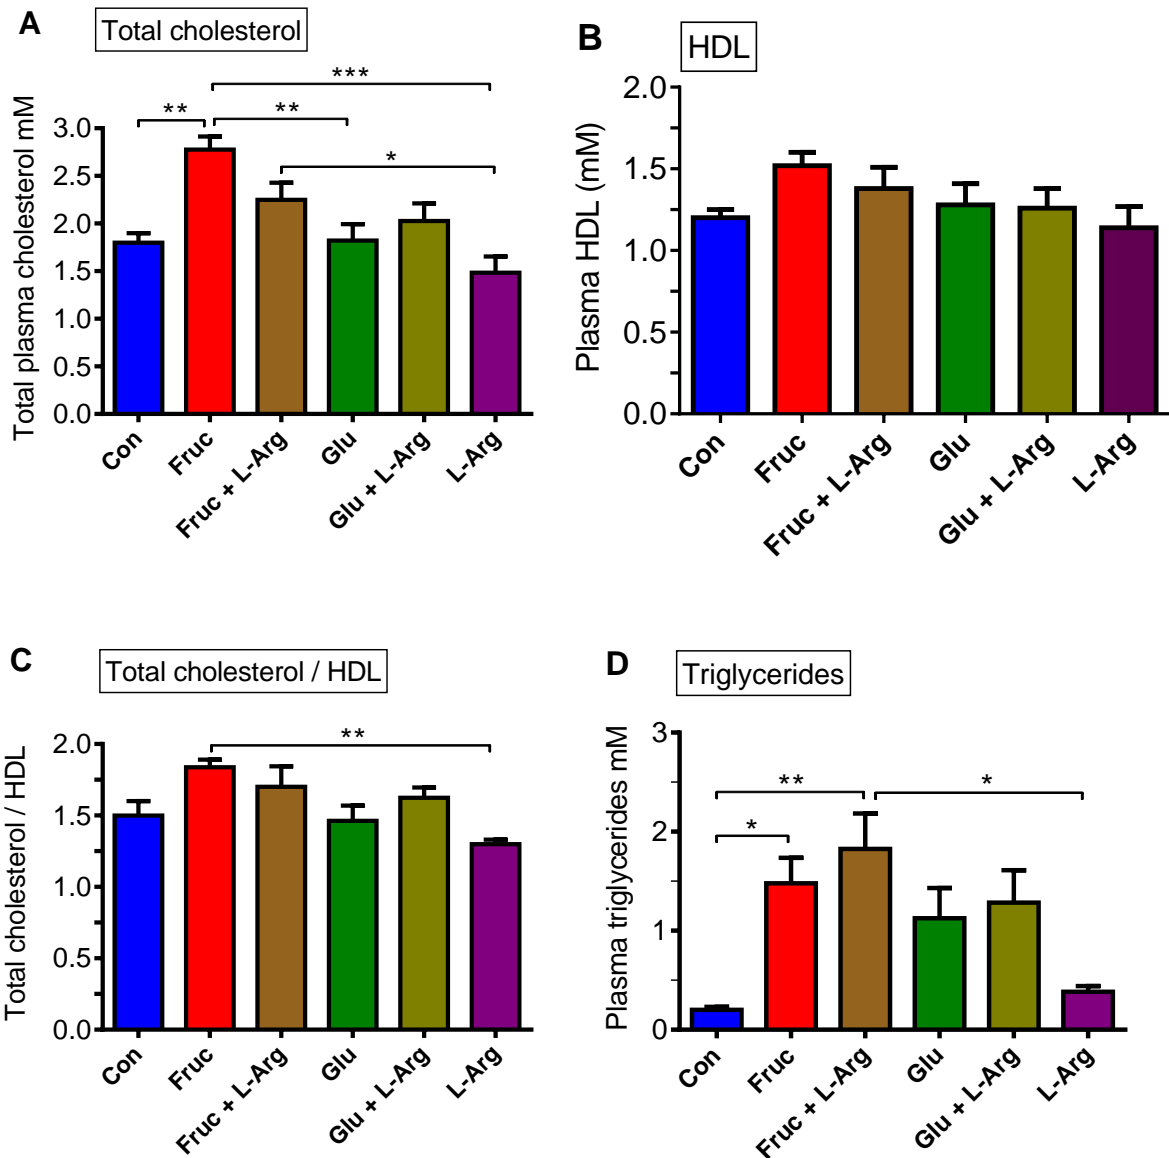 A
Total cholesterol
Total plasma cholesterol mM
3.0
2.5
2.0
1.5
1.0
0.5
0.0
**
***
**
*
Con
Fruc
Fruc + L-Arg
Glu
Glu + L-Arg
L-Arg
B
HDL
Plasma HDL (mM)
2.0
1.5
1.0
0.5
0.0
Con
Fruc
Fruc + L-Arg
Glu
Glu + L-Arg
L-Arg
C
Total cholesterol / HDL
Total cholesterol / HDL
2.0
1.5
1.0
0.5
0.0
**
Con
Fruc
Fruc + L-Arg
Glu
Glu + L-Arg
L-Arg
D
Triglycerides
Plasma triglycerides mM
3
2
1
0
*
**
*
Con
Fruc
Fruc + L-Arg
Glu
Glu + L-Arg
L-Arg